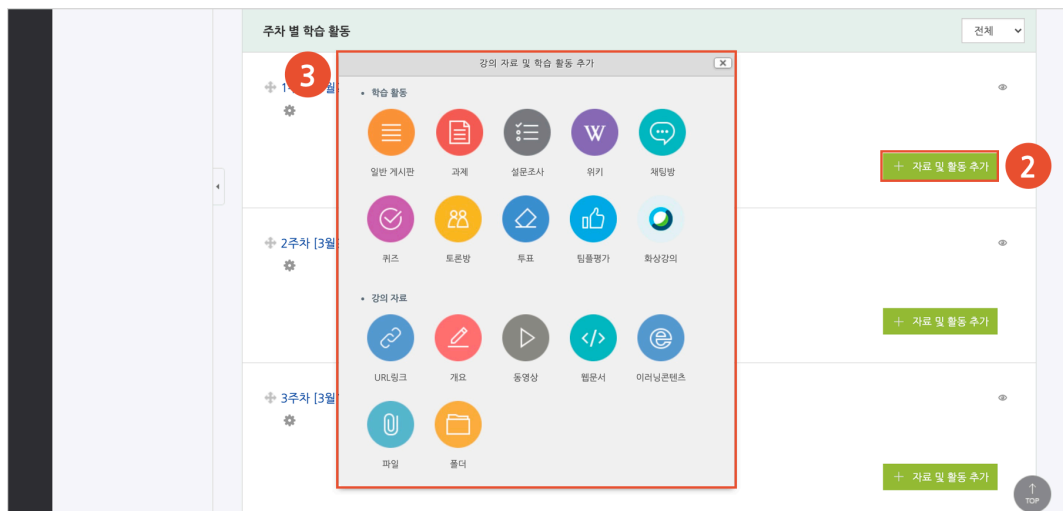 주차 별 학습 활동
전체
강의 자료 및 학습 활동 추가
3
1
월
학습 활동
일반 게시판 과제 설문조사 위키 채팅방
+ 자료 및 활동 추가
2
퀴즈 토론방 투표 팀플평가 화상강의
2주차 [3월
강의 자료
+ 자료 및 활동 추가
URL링크 개요 동영상 웹문서 이러닝콘텐츠
3주차 [3월
파일 폴더
+ 자료 및 활동 추가
TOP